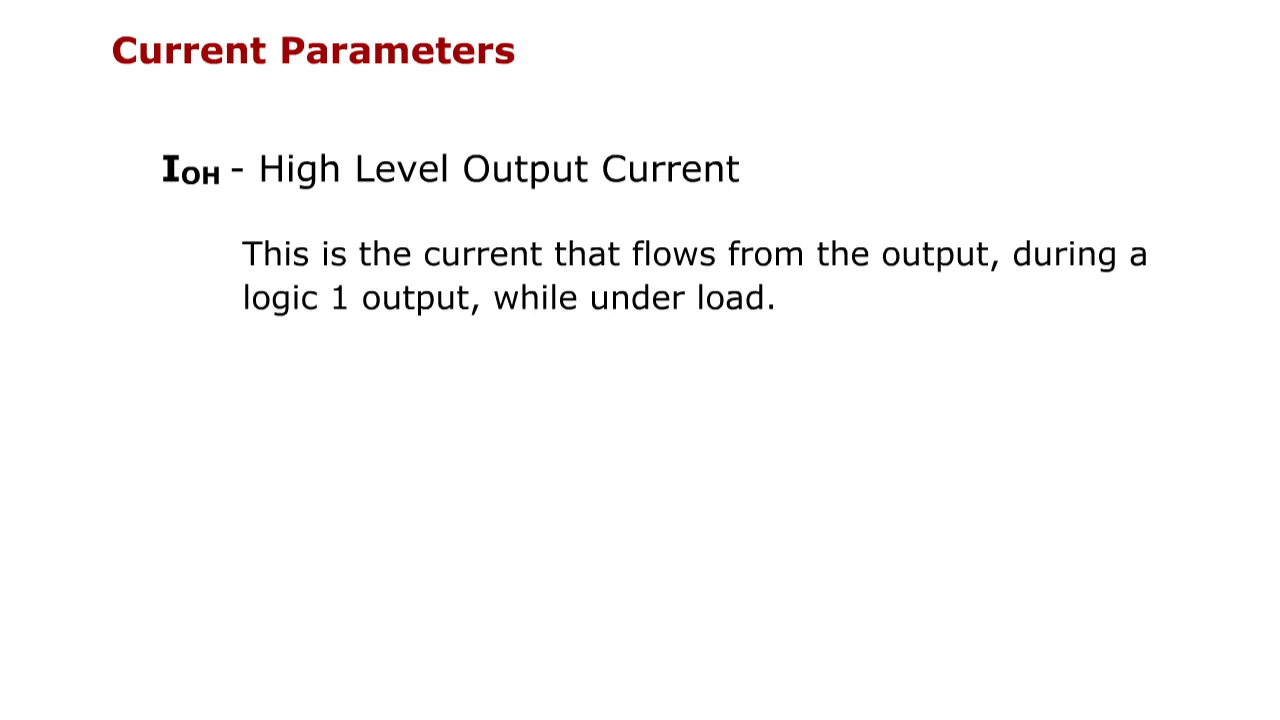 Current Parameters
IOH - High Level Output Current
This is the current that flows from the output, during a
logic 1 output, while under load.